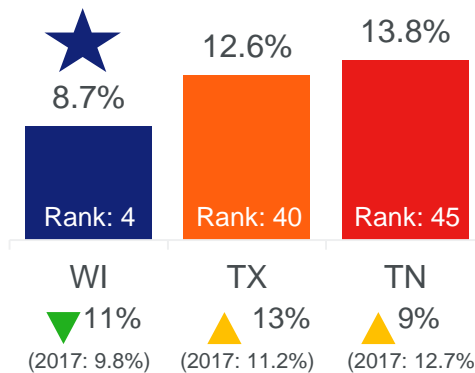 12.6%
13.8%
8.7%
Rank: 4
Rank: 40
Rank: 45
WI
TX
TN
11%
13%
9%
(2017: 9.8%)
(2017: 11.2%)
(2017: 12.7%